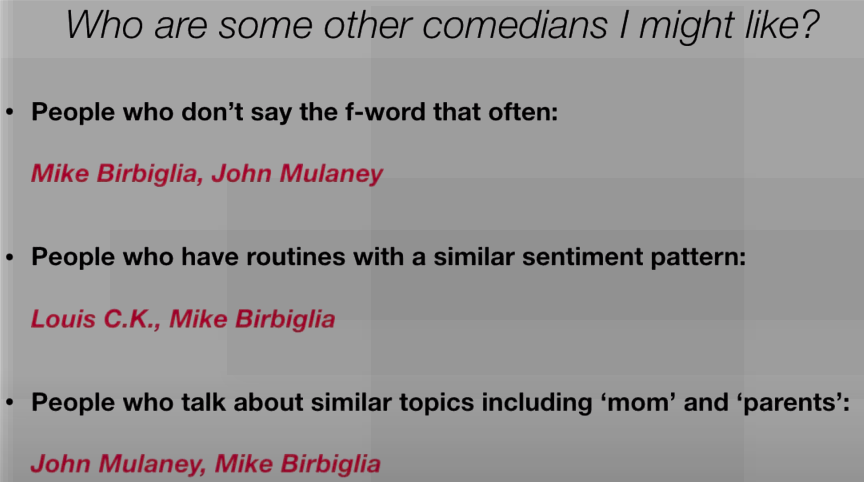 Who are some other comedians I might like?
• People who don’t say the f-word that often:
Mike Birbiglia, John Mulaney
• People who have routines with a similar sentiment pattern:
Louis C.K., Mike Birbiglia
• People who talk about similar topics including ‘mom’ and ‘parents’:
John Mulaney, Mike Birbiglia